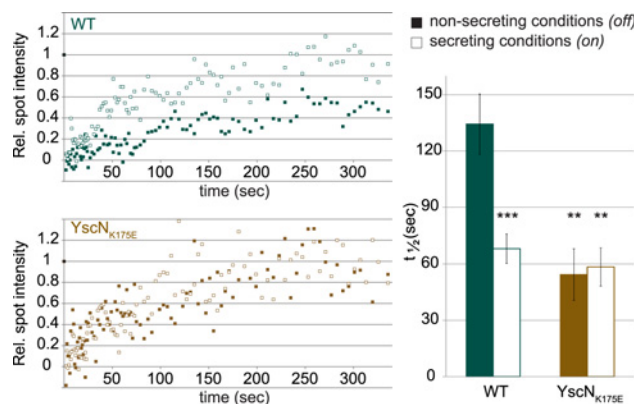 WT
Rel. spot intensity
1.2
1
0.8
0.6
0.4
0.2
0
50 100 150 200 250 300
time (sec)
YscN K175E
Rel. spot intensity
1.2
1
0.8
0.6
0.4
0.2
0
50 100 150 200 250 300
time (sec)
non-secreting conditions (off)
secreting conditions (on)
t ½ (sec)
150
130
60
30
*** ** **
WT YscN K175E